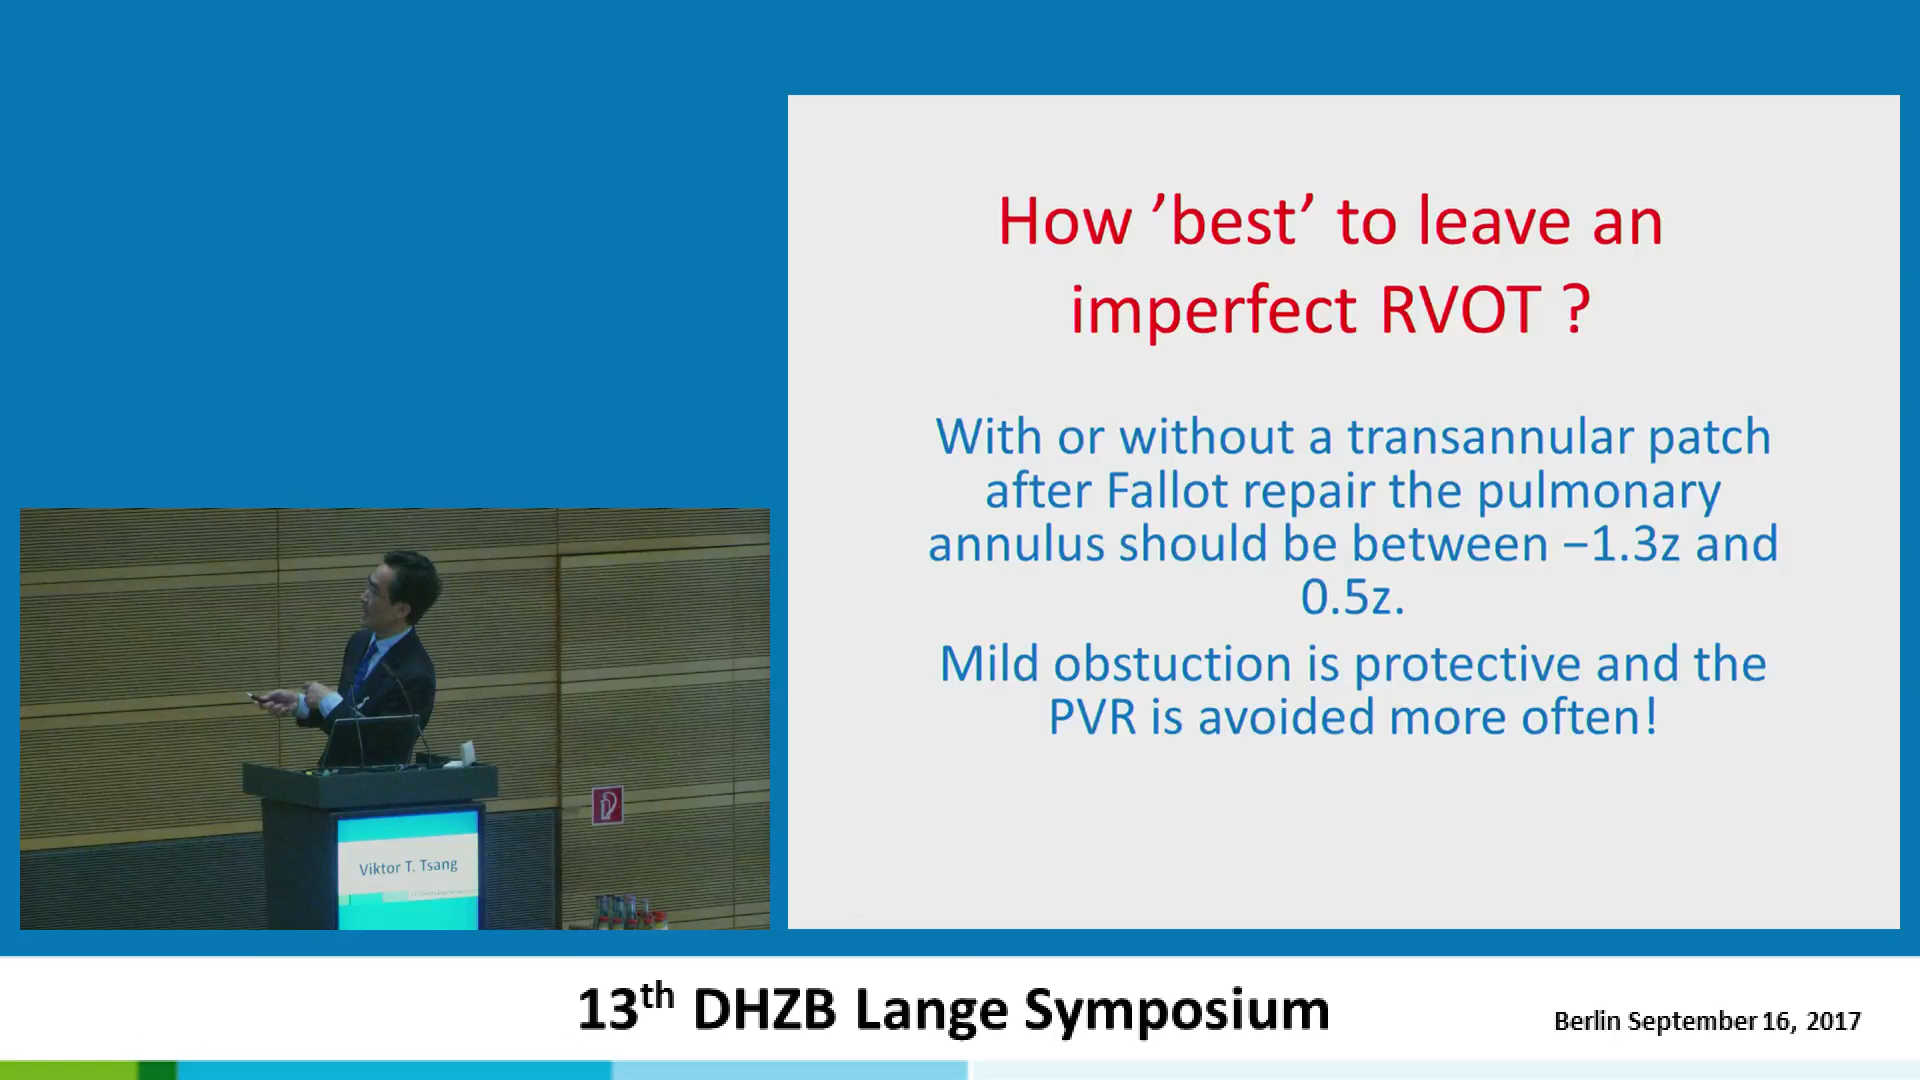 How ’best’ to leave an
imperfect RVOT ?
With or without a transannular patch
after Fallot repair the pulmonary
annulus should be between −1.3z and
0.5z.
Mild obstuction is protective and the
PVR is avoided more often!
Viktor T. Tsang
13th DHZB Lange Symposium
Berlin September 16, 2017